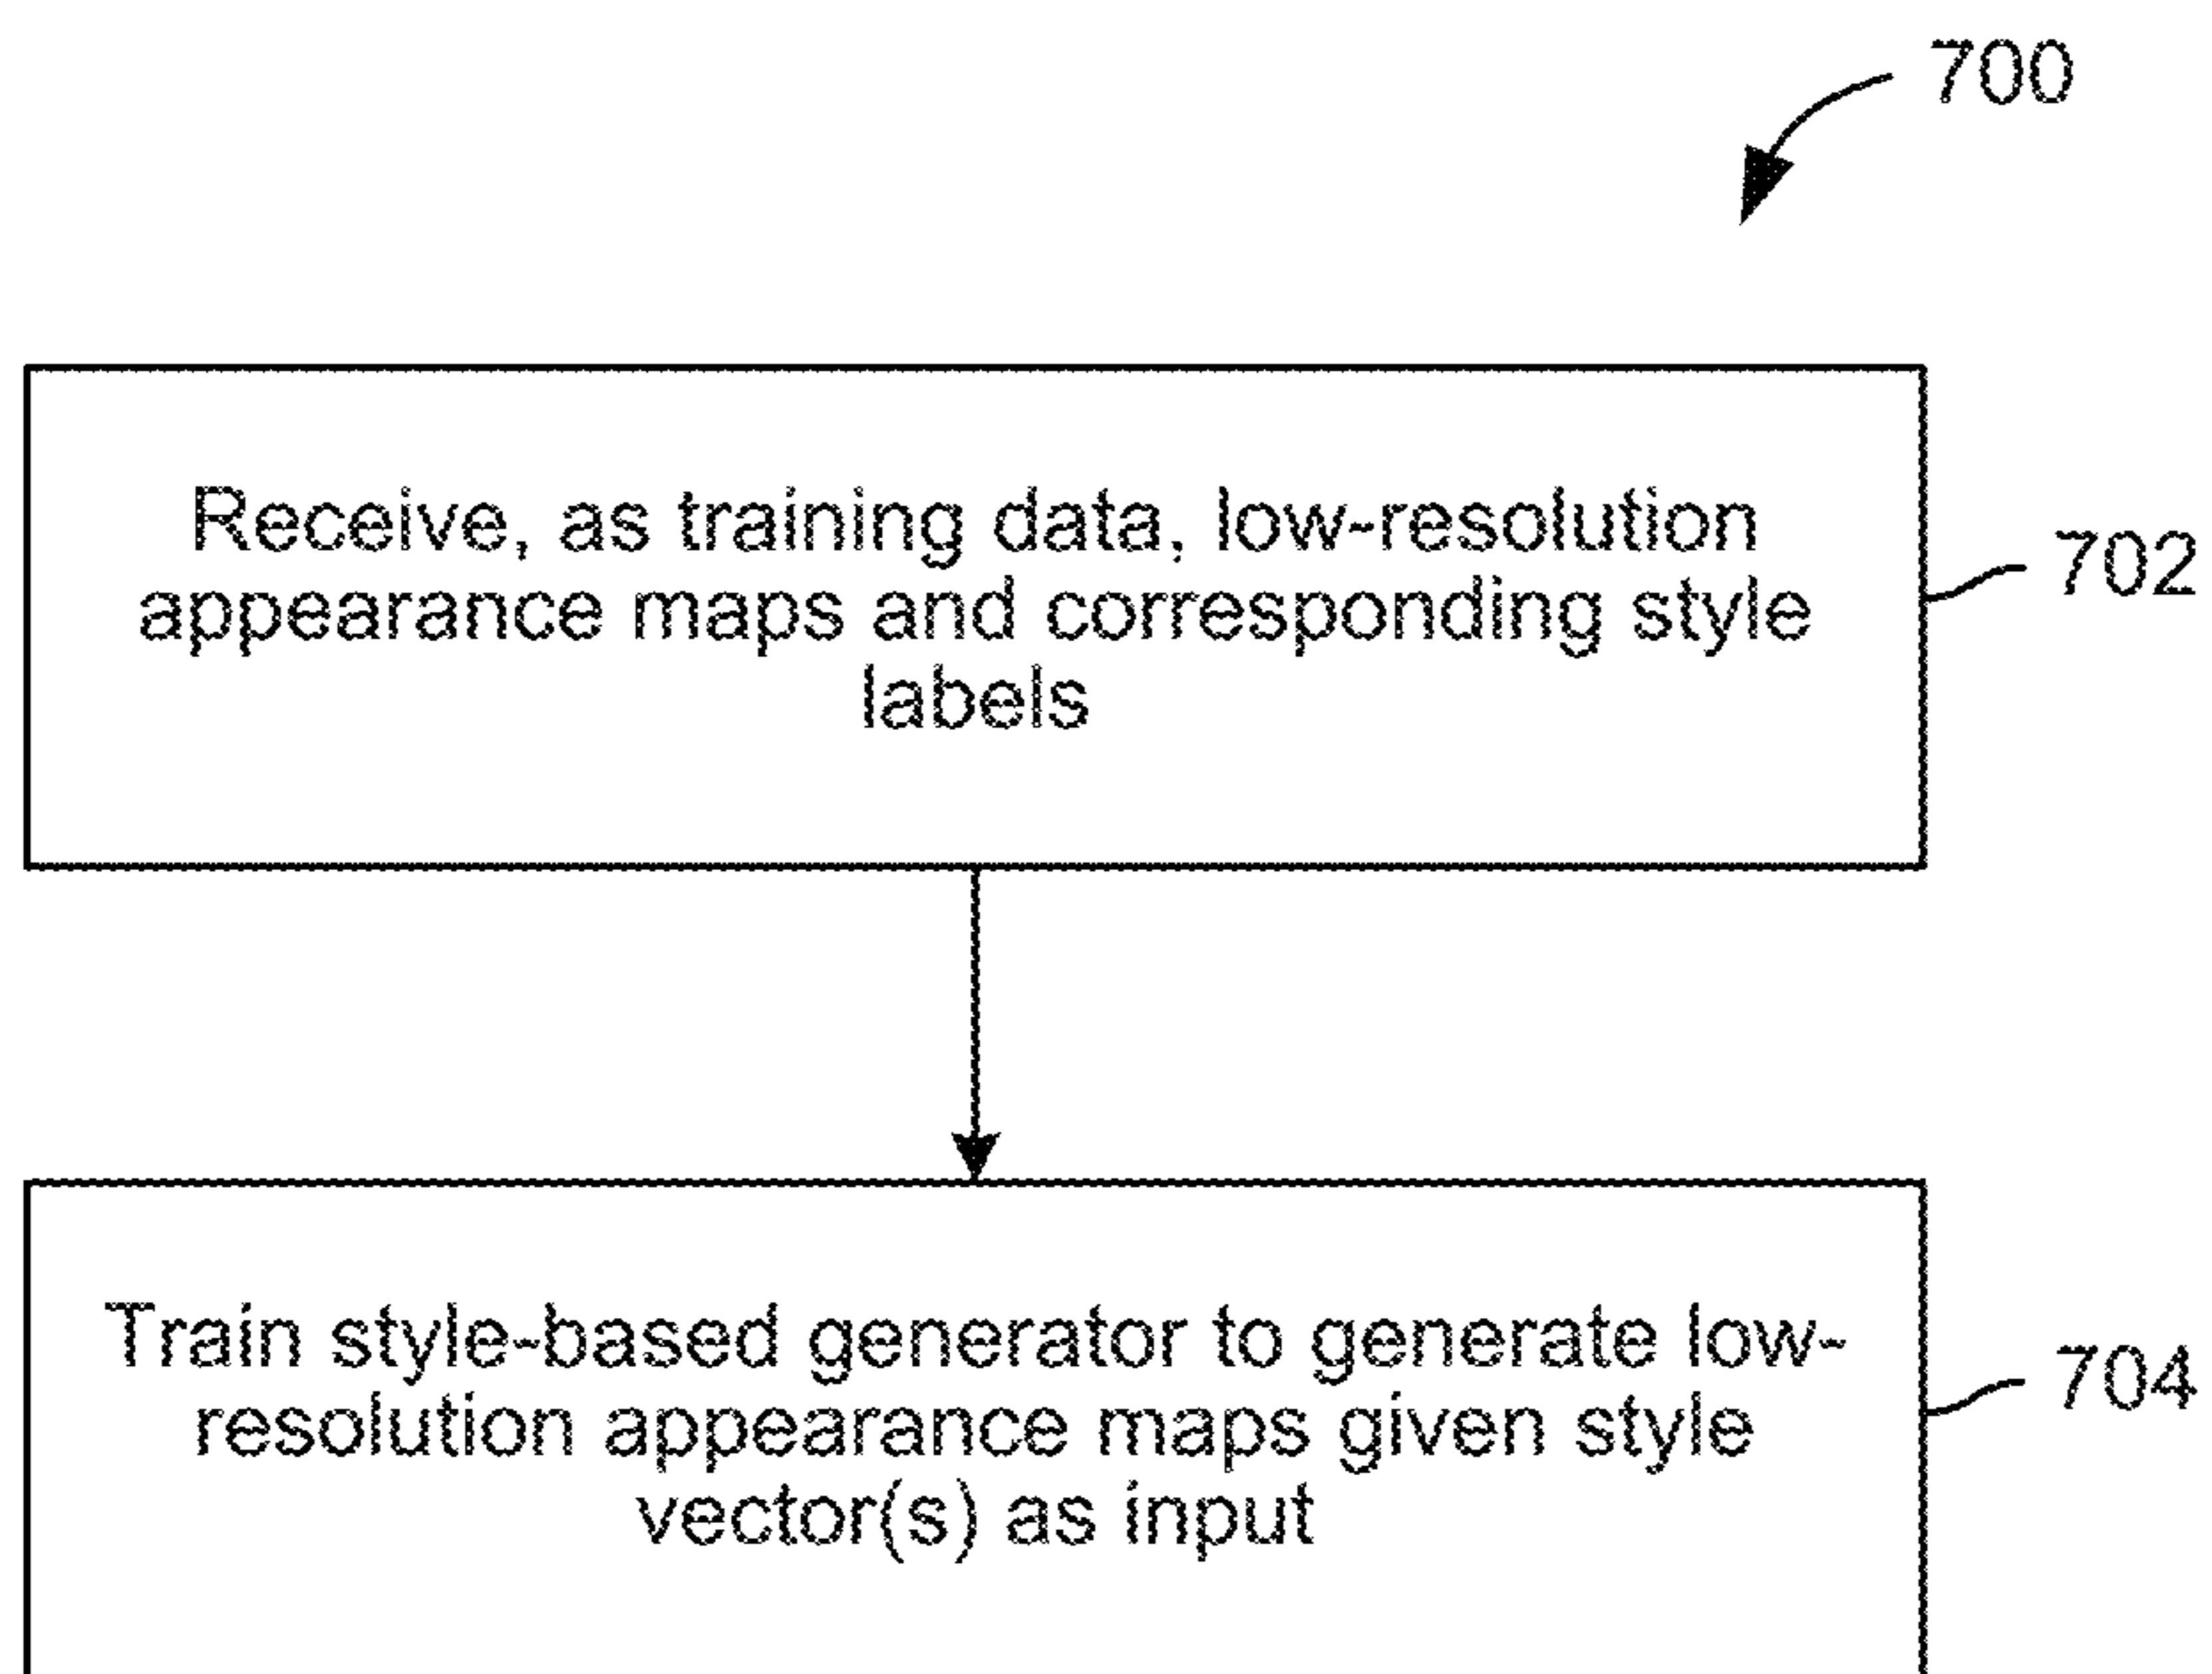 700
Receive, as training data, low-resolution
appearance maps and corresponding style
labels
702
Train style-based generator to generate low-
resolution appearance maps given style
vector(s) as input
704